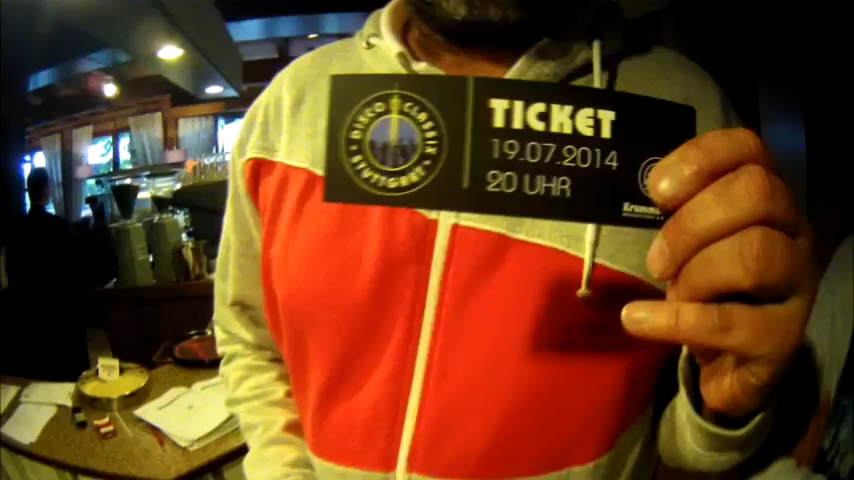 DISCO CLASSIX
STUTTGART
TICKET
19.07.2014
20 UHR